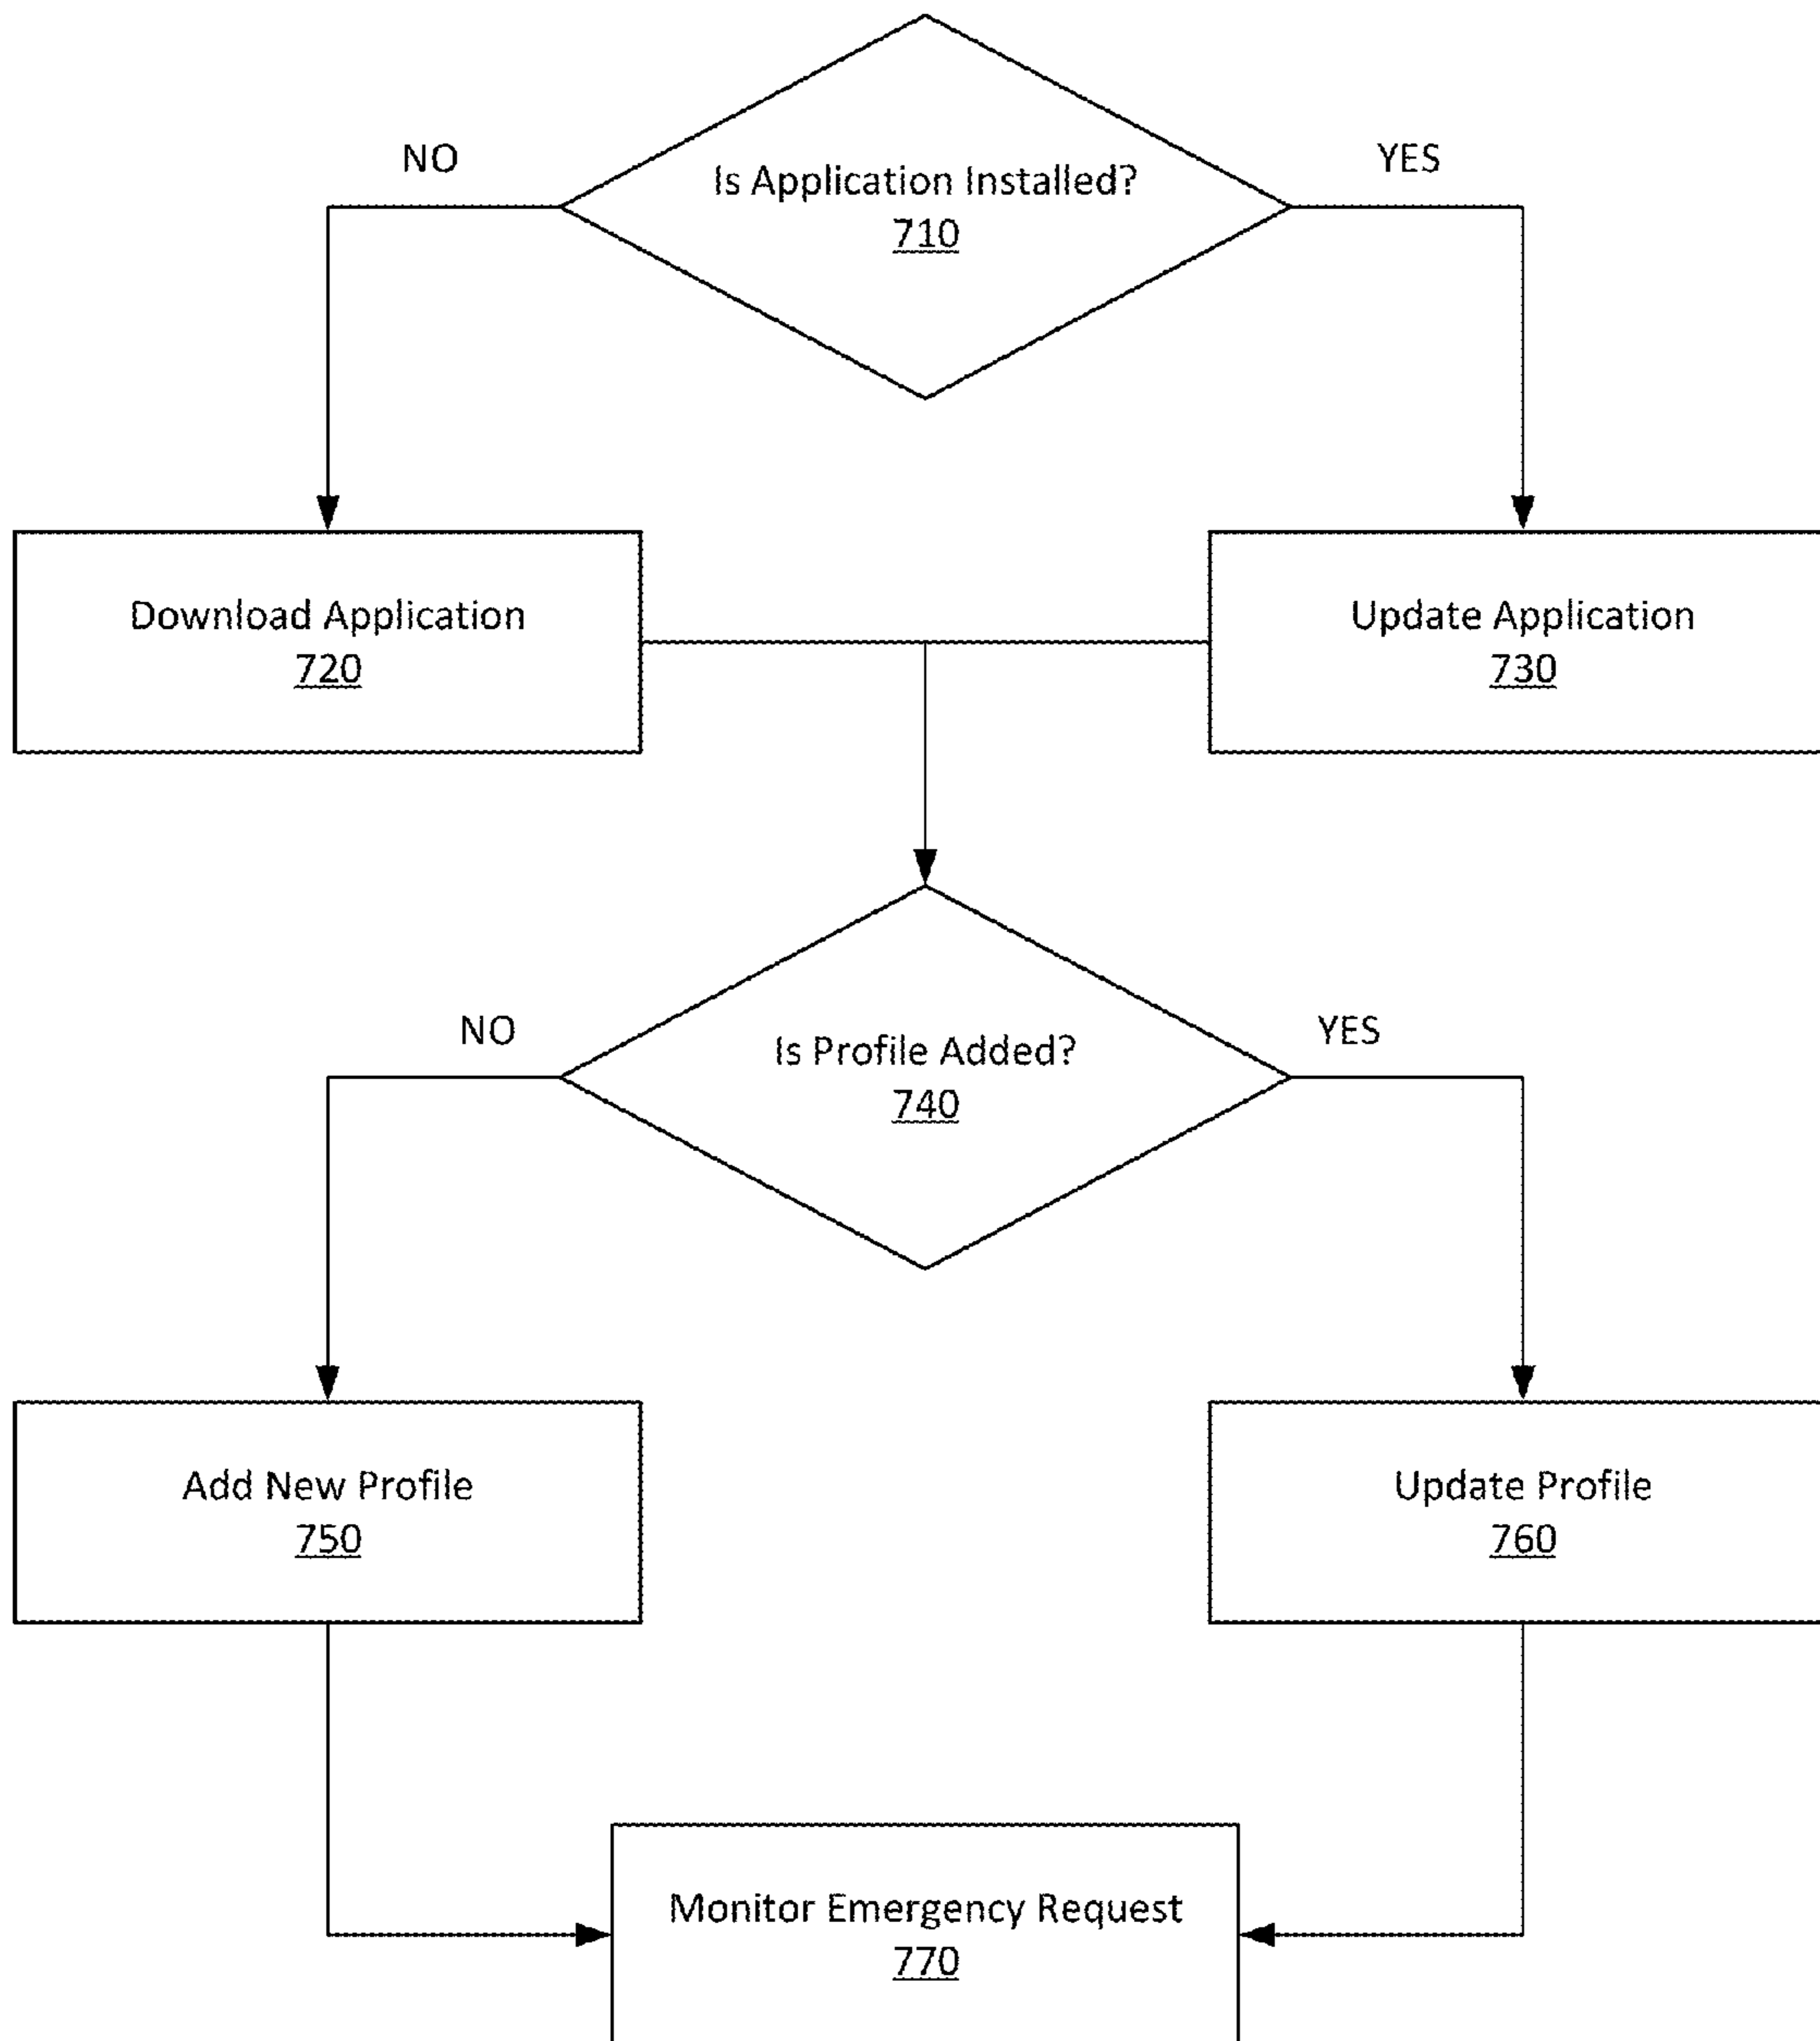 NO
YES
Is Application Installed?
710
Download Application
720
Update Application
730
NO
YES
Is Profile Added?
740
Add New Profile
750
Update Profile
760
Monitor Emergency Request
770